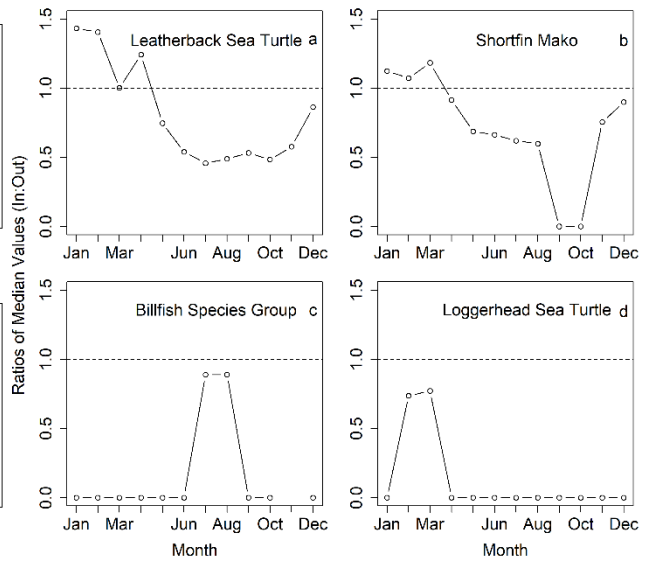 Ratios of Median Values (In:Out)
Leatherback Sea Turtle a
1.5
1.0
0.5
0.0
Jan Mar Jun Aug Oct Dec
Shortfin Mako b
1.5
1.0
0.5
0.0
Jan Mar Jun Aug Oct Dec
Billfish Species Group c
1.5
1.0
0.5
0.0
Jan Mar Jun Aug Oct Dec
Month
Loggerhead Sea Turtle d
1.5
1.0
0.5
0.0
Jan Mar Jun Aug Oct Dec
Month